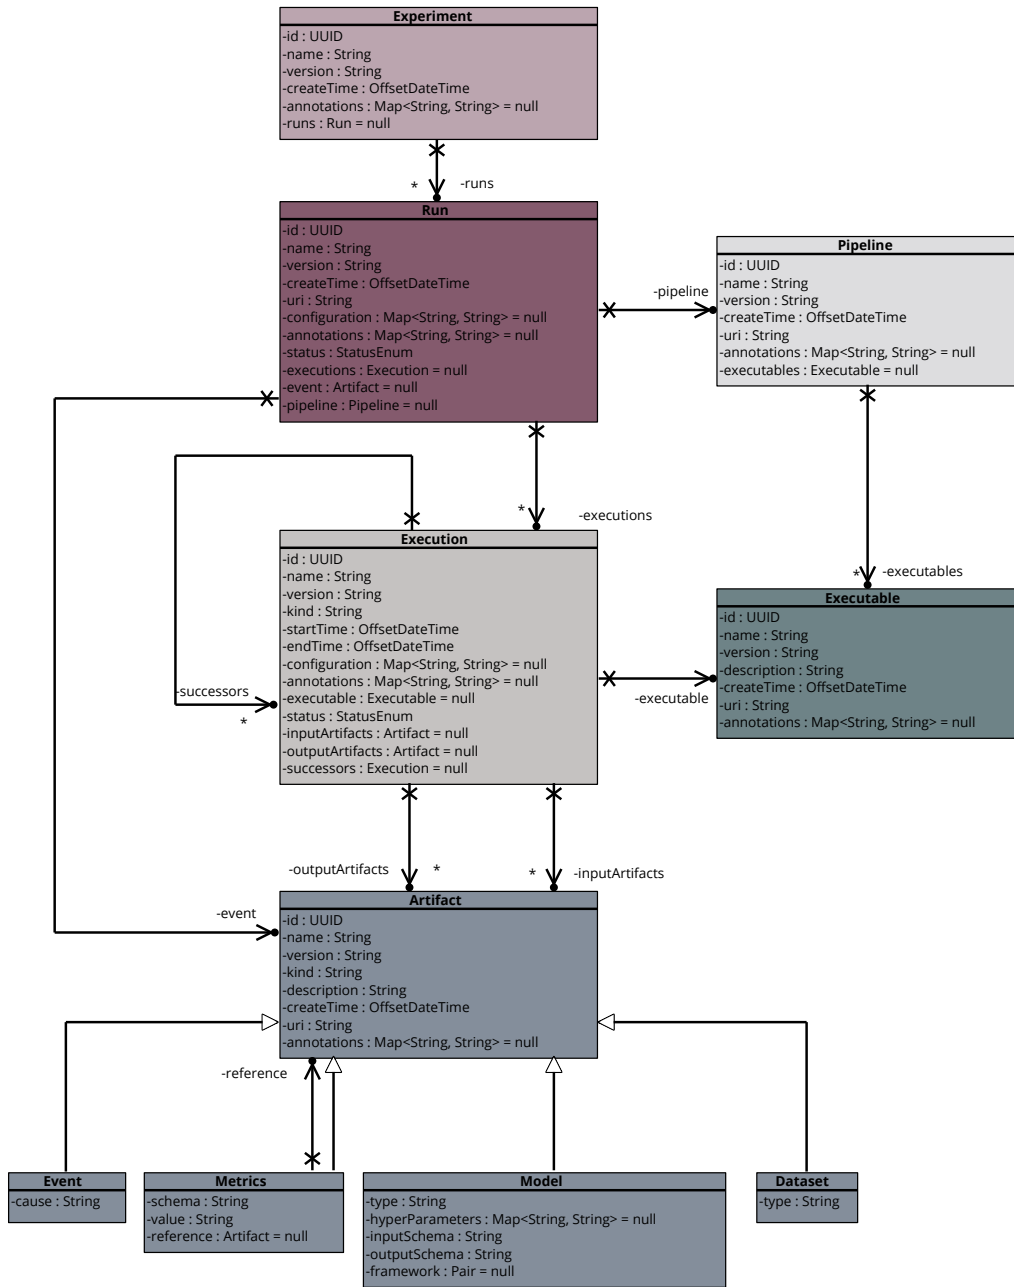 Experiment
-id : UUID
-name : String
-version : String
-createTime : OffsetDateTime
-annotations : Map<String, String> = null
-runs : Run = null
*
-runs
Run
-id : UUID
-name : String
-version : String
-createTime : OffsetDateTime
-uri : String
-configuration : Map<String, String> = null
-annotations : Map<String, String> = null
-status : StatusEnum
-executions : Execution = null
-event : Artifact = null
-pipeline : Pipeline = null
-pipeline
Pipeline
-id : UUID
-name : String
-version : String
-createTime : OffsetDateTime
-uri : String
-annotations : Map<String, String> = null
-executables : Executable = null
*
-executions
*
-executables
Execution
-id : UUID
-name : String
-version : String
-kind : String
-startTime : OffsetDateTime
-endTime : OffsetDateTime
-configuration : Map<String, String> = null
-annotations : Map<String, String> = null
-executable : Executable = null
-status : StatusEnum
-inputArtifacts : Artifact = null
-outputArtifacts : Artifact = null
-successors : Execution = null
-successors
*
-executable
Executable
-id : UUID
-name : String
-version : String
-description : String
-createTime : OffsetDateTime
-uri : String
-annotations : Map<String, String> = null
-outputArtifacts
*
*
-inputArtifacts
-event
Artifact
-id : UUID
-name : String
-version : String
-kind : String
-description : String
-createTime : OffsetDateTime
-uri : String
-annotations : Map<String, String> = null
-reference
Event
-cause : String
Metrics
-schema : String
-value : String
-reference : Artifact = null
Model
-type : String
-hyperParameters : Map<String, String> = null
-inputSchema : String
-outputSchema : String
-framework : Pair = null
Dataset
-type : String